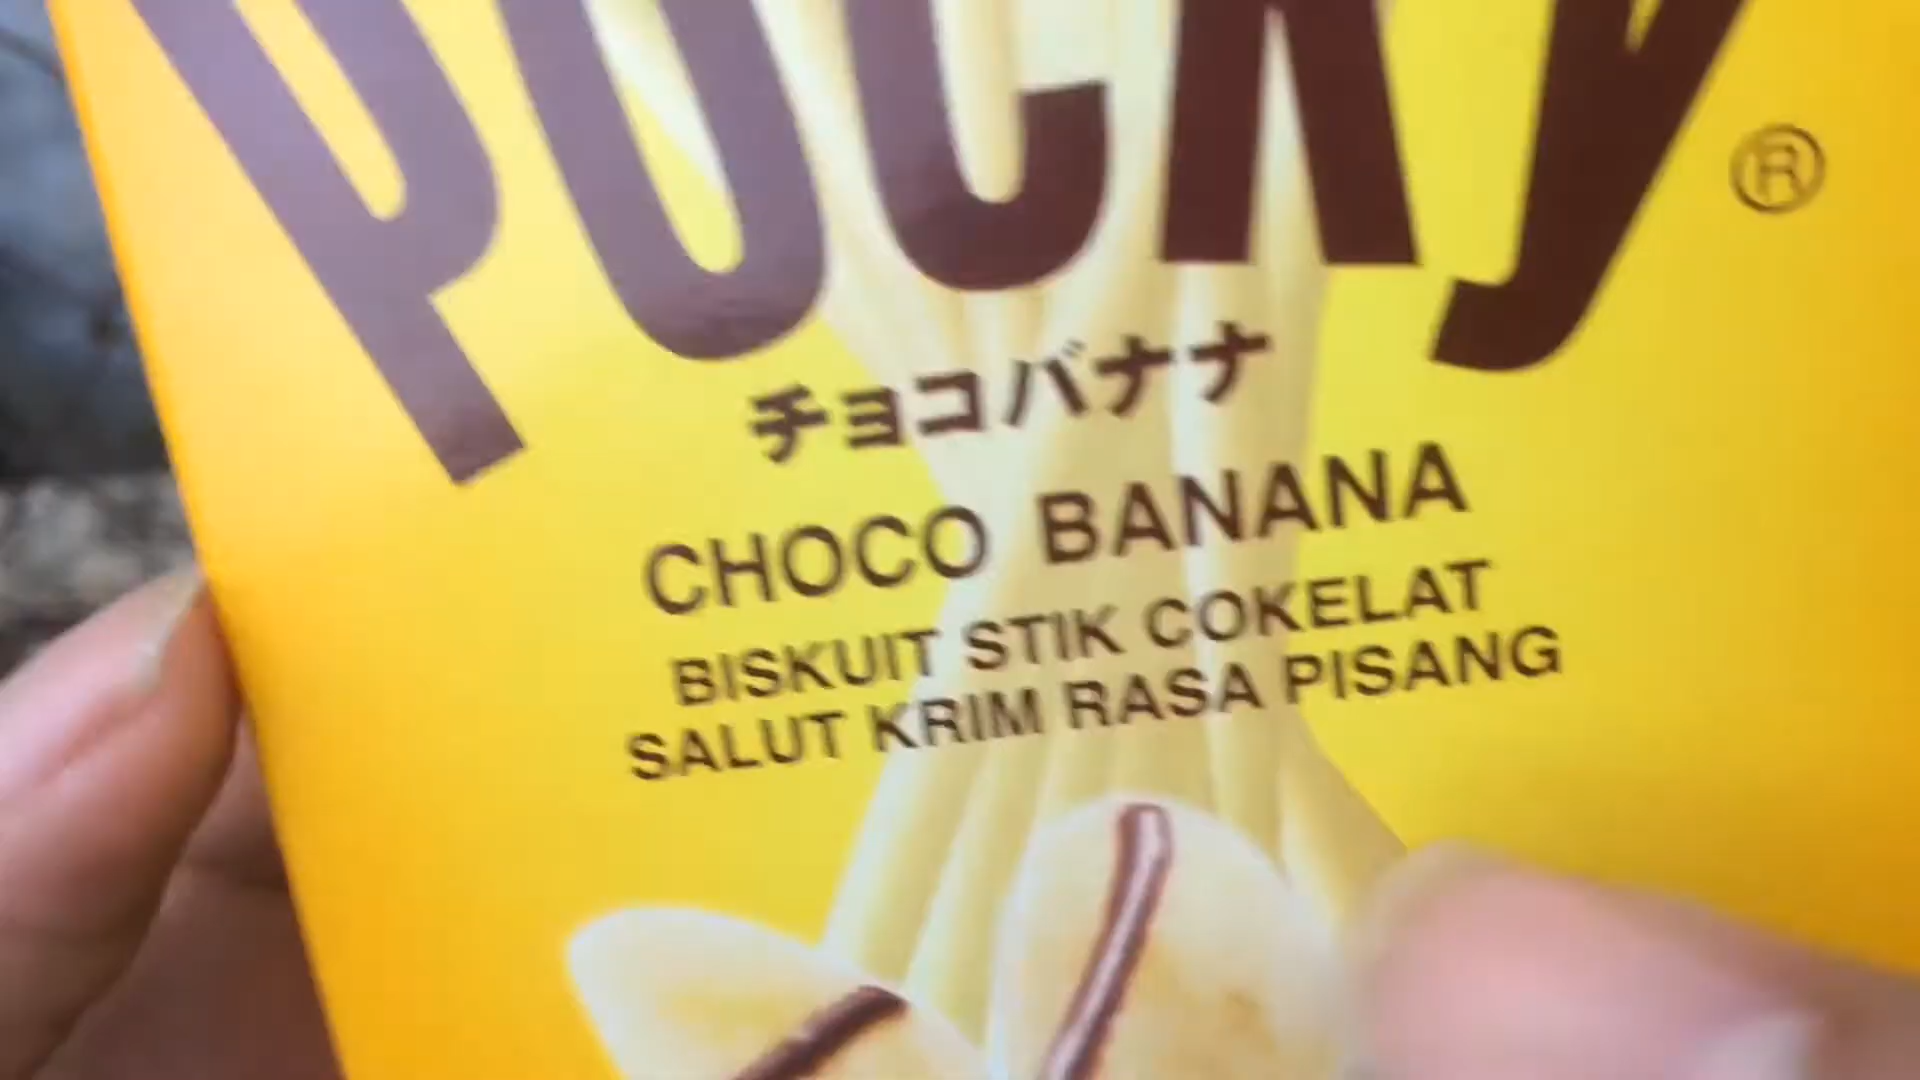 Pocky®
チョコバナナ
CHOCO BANANA
BISKUIT STIK COKELAT
SALUT KRIM RASA PISANG